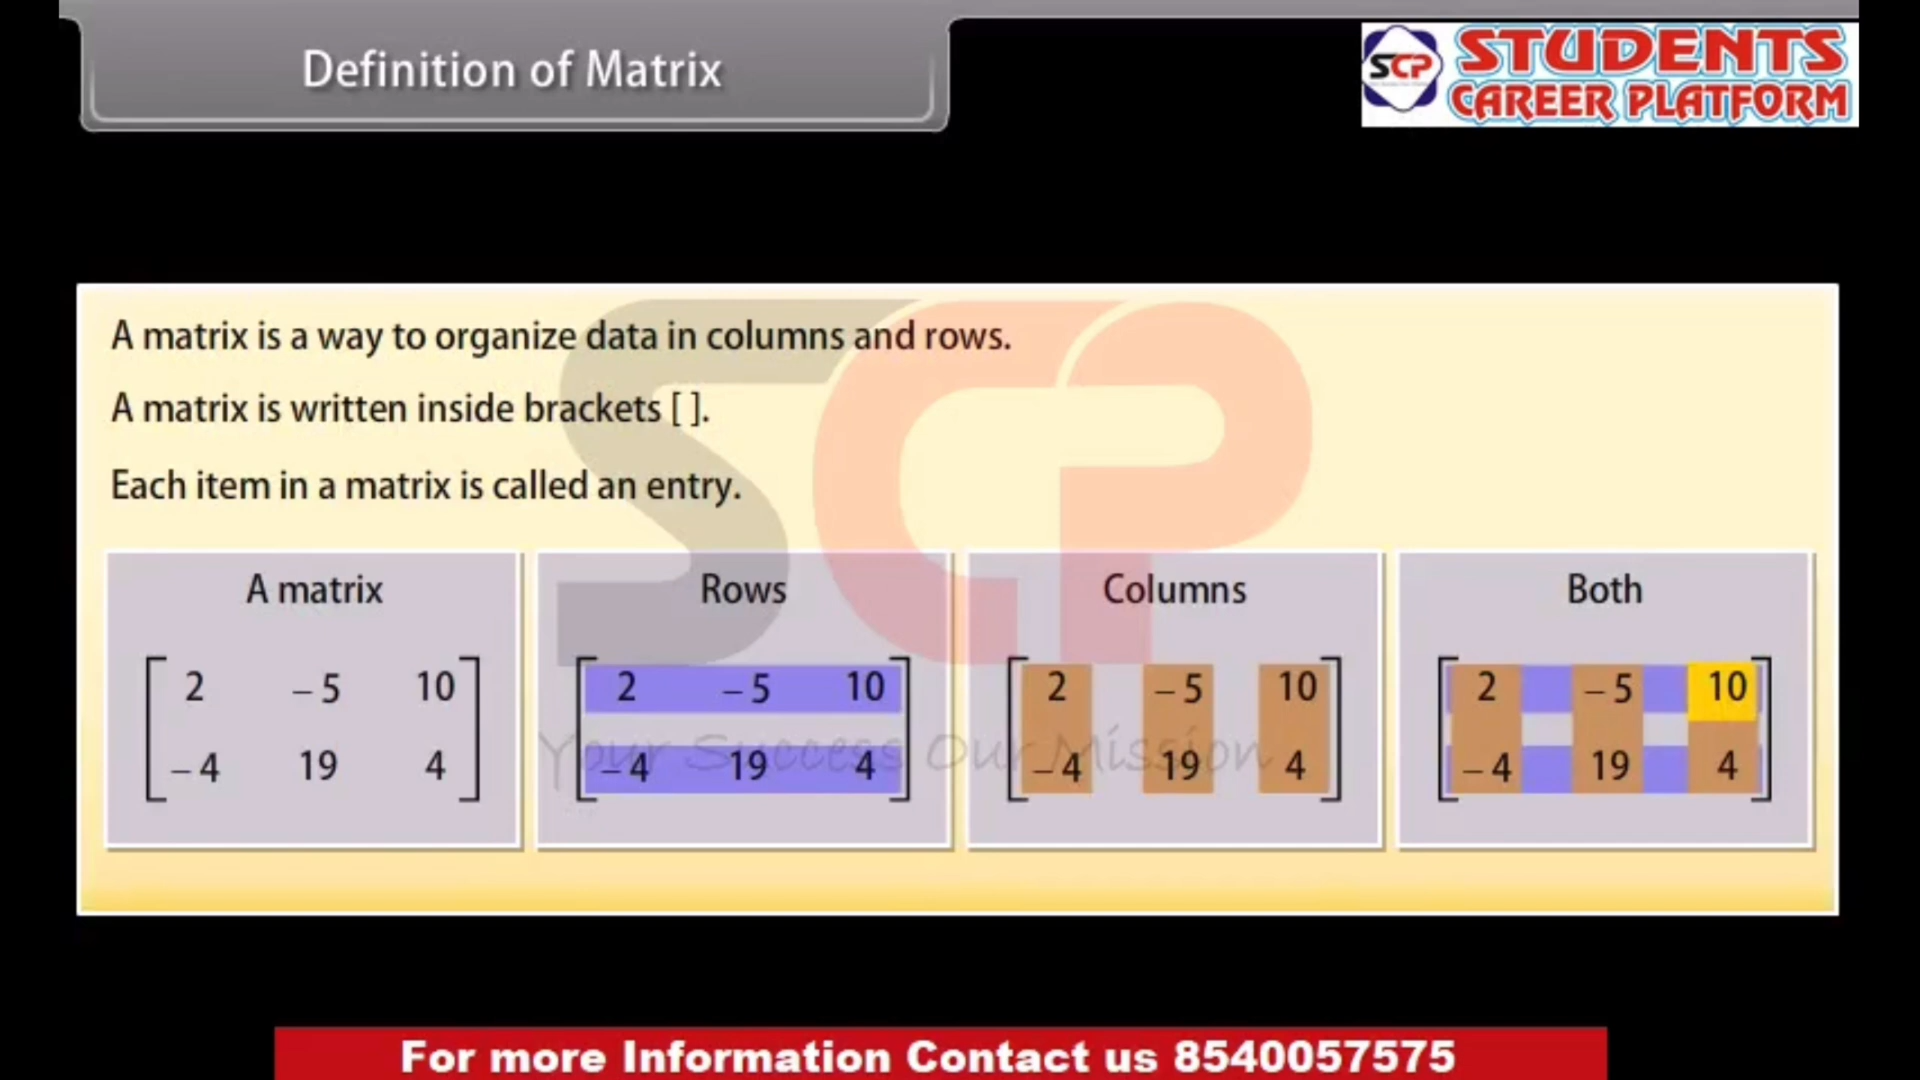 Definition of Matrix
SCP STUDENTS
CAREER PLATFORM
A matrix is a way to organize data in columns and rows.
A matrix is written inside brackets [ ].
Each item in a matrix is called an entry.
SCP
Your Success Our Mission
A matrix
2 – 5 10
– 4 19 4
Rows
2 – 5 10
– 4 19 4
Columns
2 – 5 10
– 4 19 4
Both
2 – 5 10
– 4 19 4
For more Information Contact us 8540057575